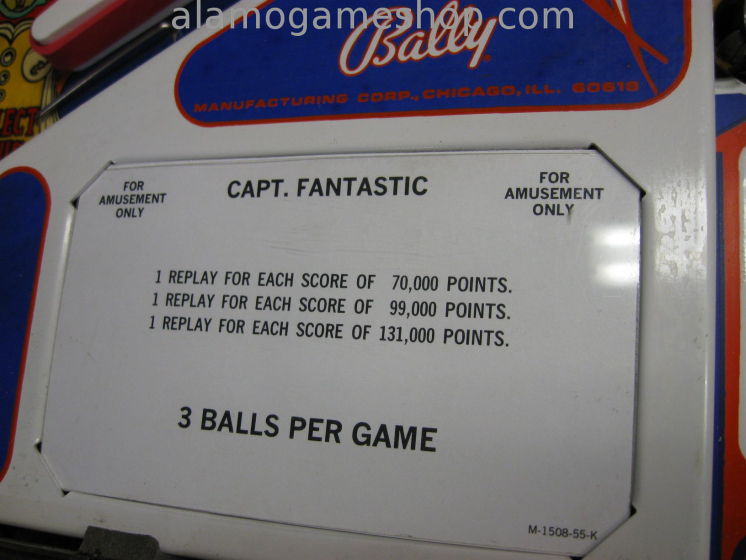 alamogameshop.com
Bally
MANUFACTURING CORP., CHICAGO, ILL. 60618
FOR
AMUSEMENT
ONLY
CAPT. FANTASTIC
FOR
AMUSEMENT
ONLY
1 REPLAY FOR EACH SCORE OF 70,000 POINTS.
1 REPLAY FOR EACH SCORE OF 99,000 POINTS.
1 REPLAY FOR EACH SCORE OF 131,000 POINTS.
3 BALLS PER GAME
M-1508-55-K